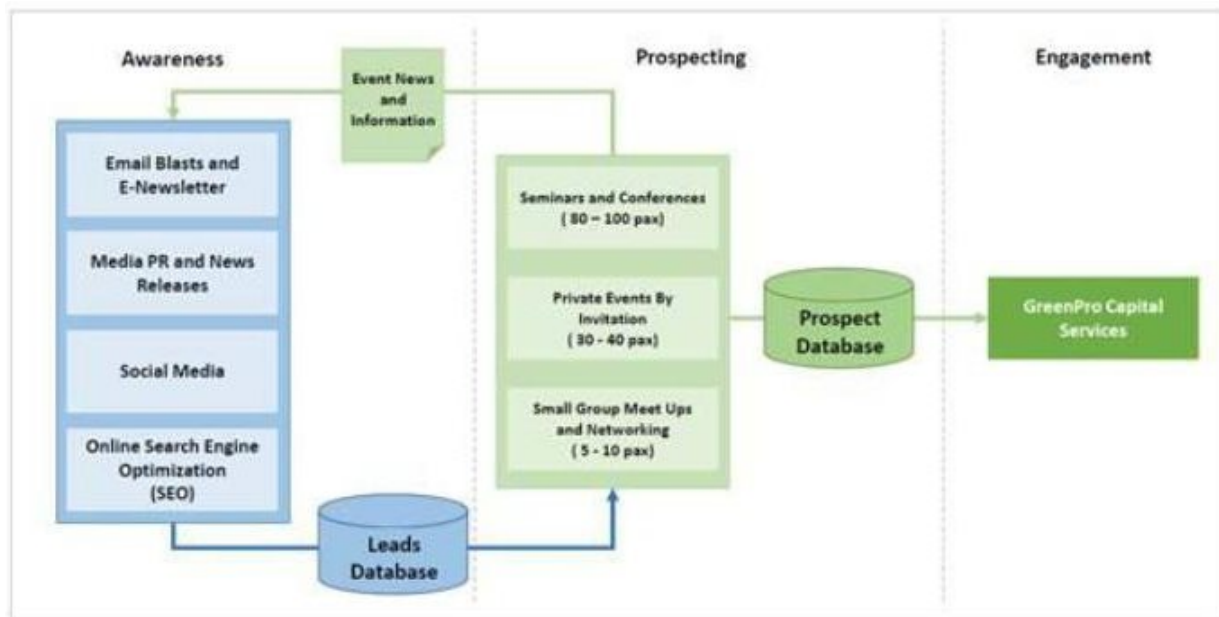 Awareness
Prospecting
Engagement
Event News
and
Information
Email Blasts and
E-Newsletter
Media PR and News
Releases
Social Media
Online Search Engine
Optimization
(SEO)
Leads
Database
Seminars and Conferences
( 80 – 100 pax)
Private Events By
Invitation
( 30 - 40 pax)
Small Group Meet Ups
and Networking
( 5 - 10 pax)
Prospect
Database
GreenPro Capital
Services